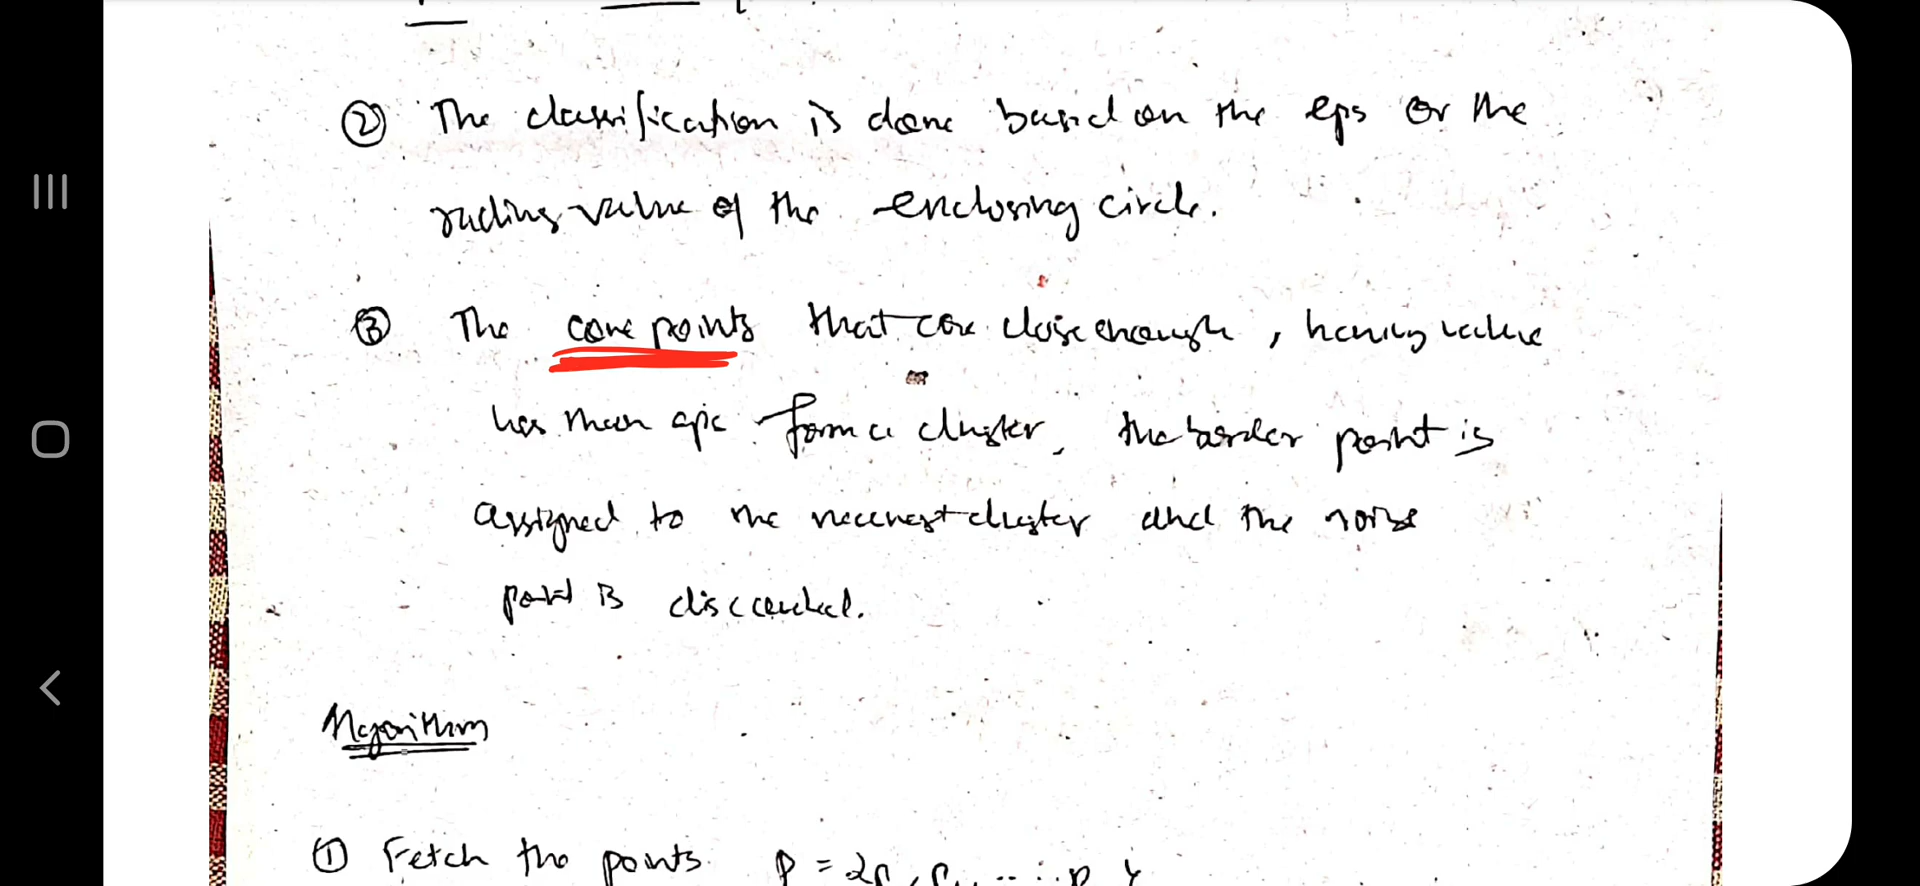 ② The classification is done based on the eps or the
radius value of the enclosing circle.
③ The core points that are close enough, having value
less than epic form a cluster, the border point is
assigned to the nearest cluster and the noise
point is discarded.
Algorithm
① Fetch the points P =